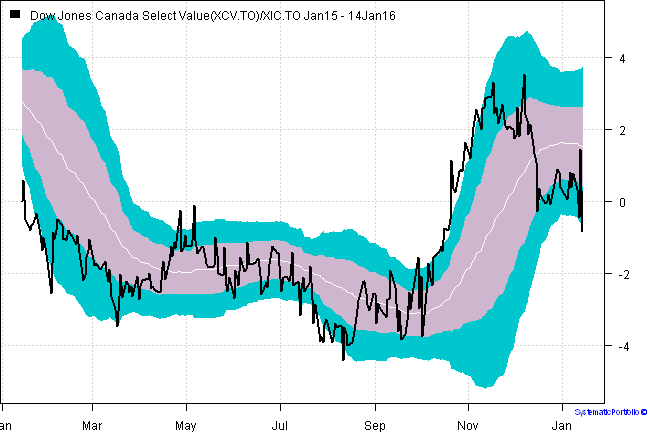 Dow Jones Canada Select Value(XCV.TO)/XIC.TO Jan15 - 14Jan16
4
2
0
-2
-4
an Mar May Jul Sep Nov Jan
SystematicPortfolio ©